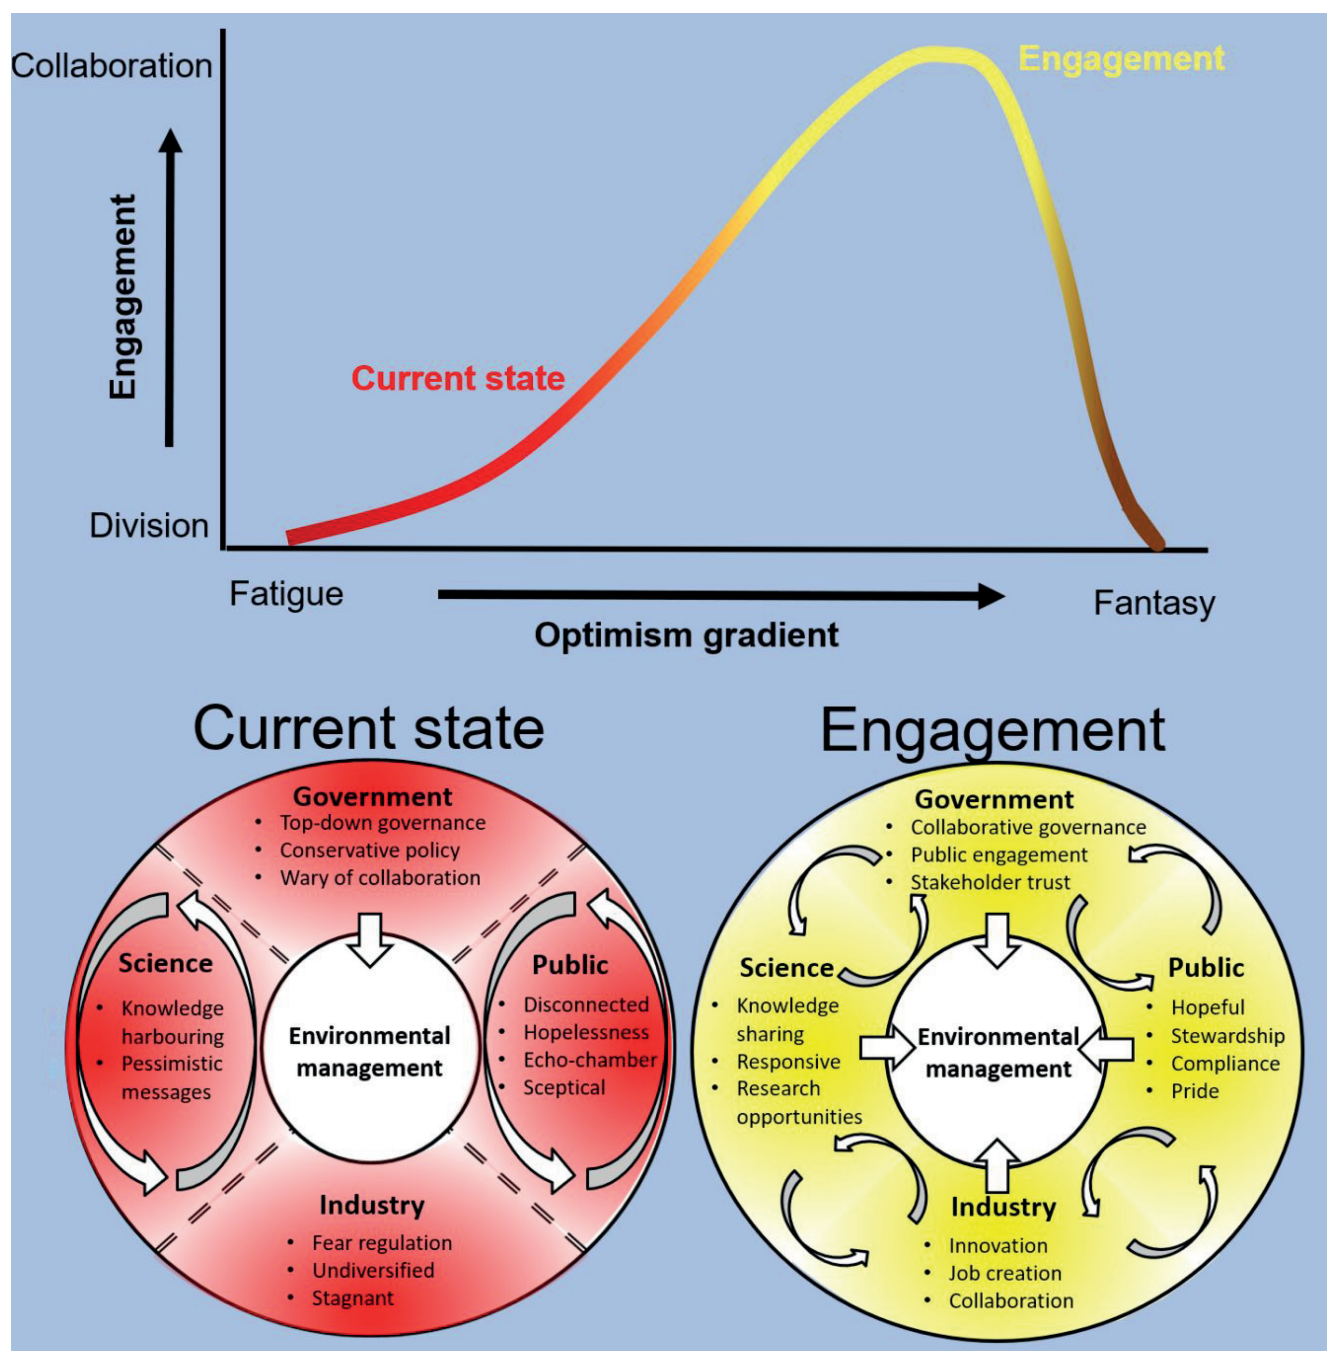 Collaboration
Engagement
Engagement
Current state
Division
Fatigue
Fantasy
Optimism gradient
Current state
Government
• Top-down governance
• Conservative policy
• Wary of collaboration
Science
• Knowledge
harbouring
• Pessimistic
messages
Environmental
management
Public
• Disconnected
• Hopelessness
• Echo-chamber
• Sceptical
Industry
• Fear regulation
• Undiversified
• Stagnant
Engagement
Government
• Collaborative governance
• Public engagement
• Stakeholder trust
Science
• Knowledge
sharing
• Responsive
• Research
opportunities
Environmental
management
Public
• Hopeful
• Stewardship
• Compliance
• Pride
Industry
• Innovation
• Job creation
• Collaboration